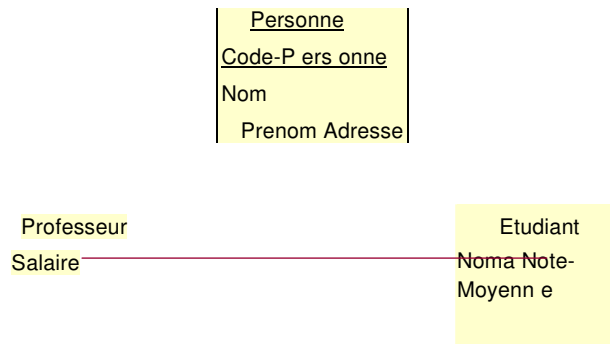 Personne
Code-P ers onne
Nom
Prenom Adresse
Professeur
Salaire
Etudiant
Noma Note-
Moyenn e